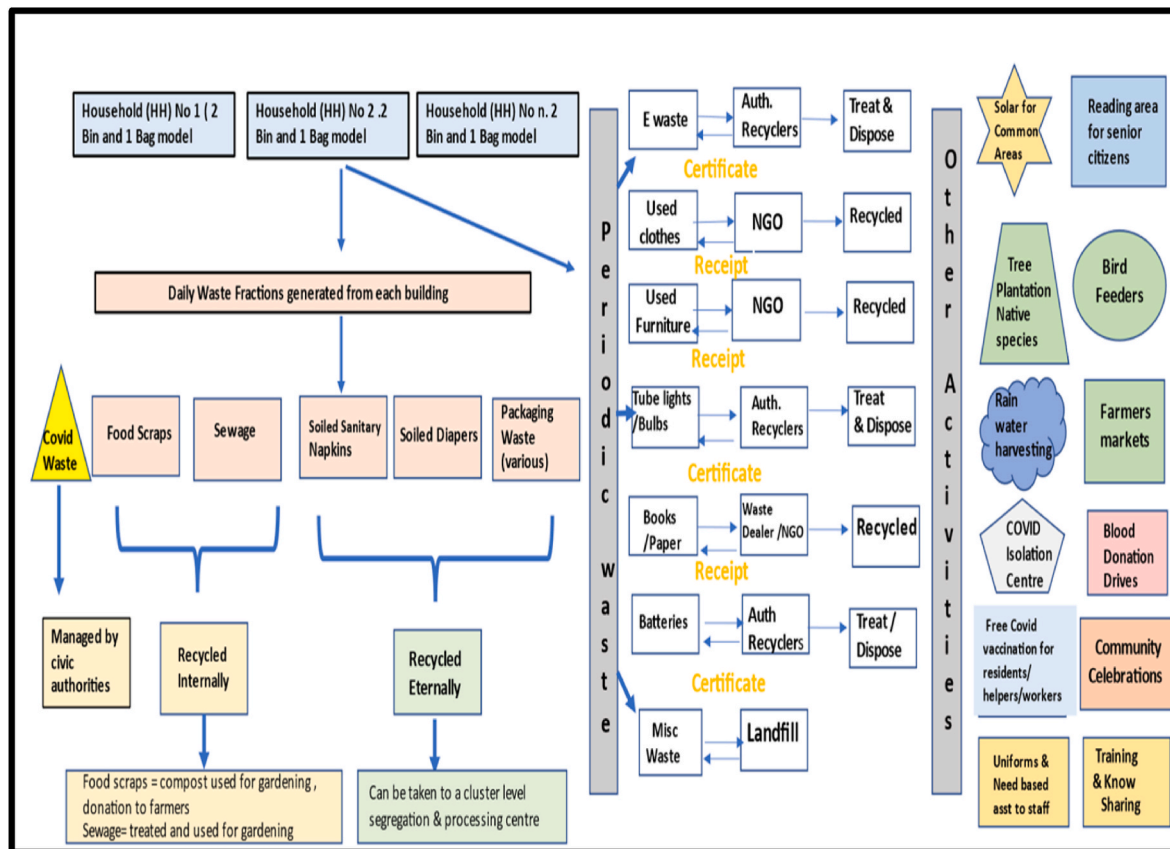 Household (HH) No 1 ( 2
Bin and 1 Bag model
Household (HH) No 2 .2
Bin and 1 Bag model
Household (HH) No n. 2
Bin and 1 Bag model
Daily Waste Fractions generated from each building
Covid
Waste
Food Scraps
Sewage
Soiled Sanitary
Napkins
Soiled Diapers
Packaging
Waste
(various)
Managed by
civic
authorities
Recycled
Internally
Recycled
Eternally
Food scraps = compost used for gardening ,
donation to farmers
Sewage= treated and used for gardening
Can be taken to a cluster level
segregation & processing centre
Periodic waste
E waste
Auth.
Recyclers
Treat &
Dispose
Certificate
Used
clothes
NGO
Recycled
Receipt
Used
Furniture
NGO
Recycled
Receipt
Tube lights
/Bulbs
Auth.
Recyclers
Treat
& Dispose
Certificate
Books
/Paper
Waste
Dealer /NGO
Recycled
Receipt
Batteries
Auth
Recyclers
Treat /
Dispose
Certificate
Misc
Waste
Landfill
Other Activities
Solar for
Common
Areas
Reading area
for senior
citizens
Tree
Plantation
Native
species
Bird
Feeders
Rain
water
harvesting
Farmers
markets
COVID
Isolation
Centre
Blood
Donation
Drives
Free Covid
vaccination for
residents/
helpers/workers
Community
Celebrations
Uniforms &
Need based
asst to staff
Training
& Know
Sharing